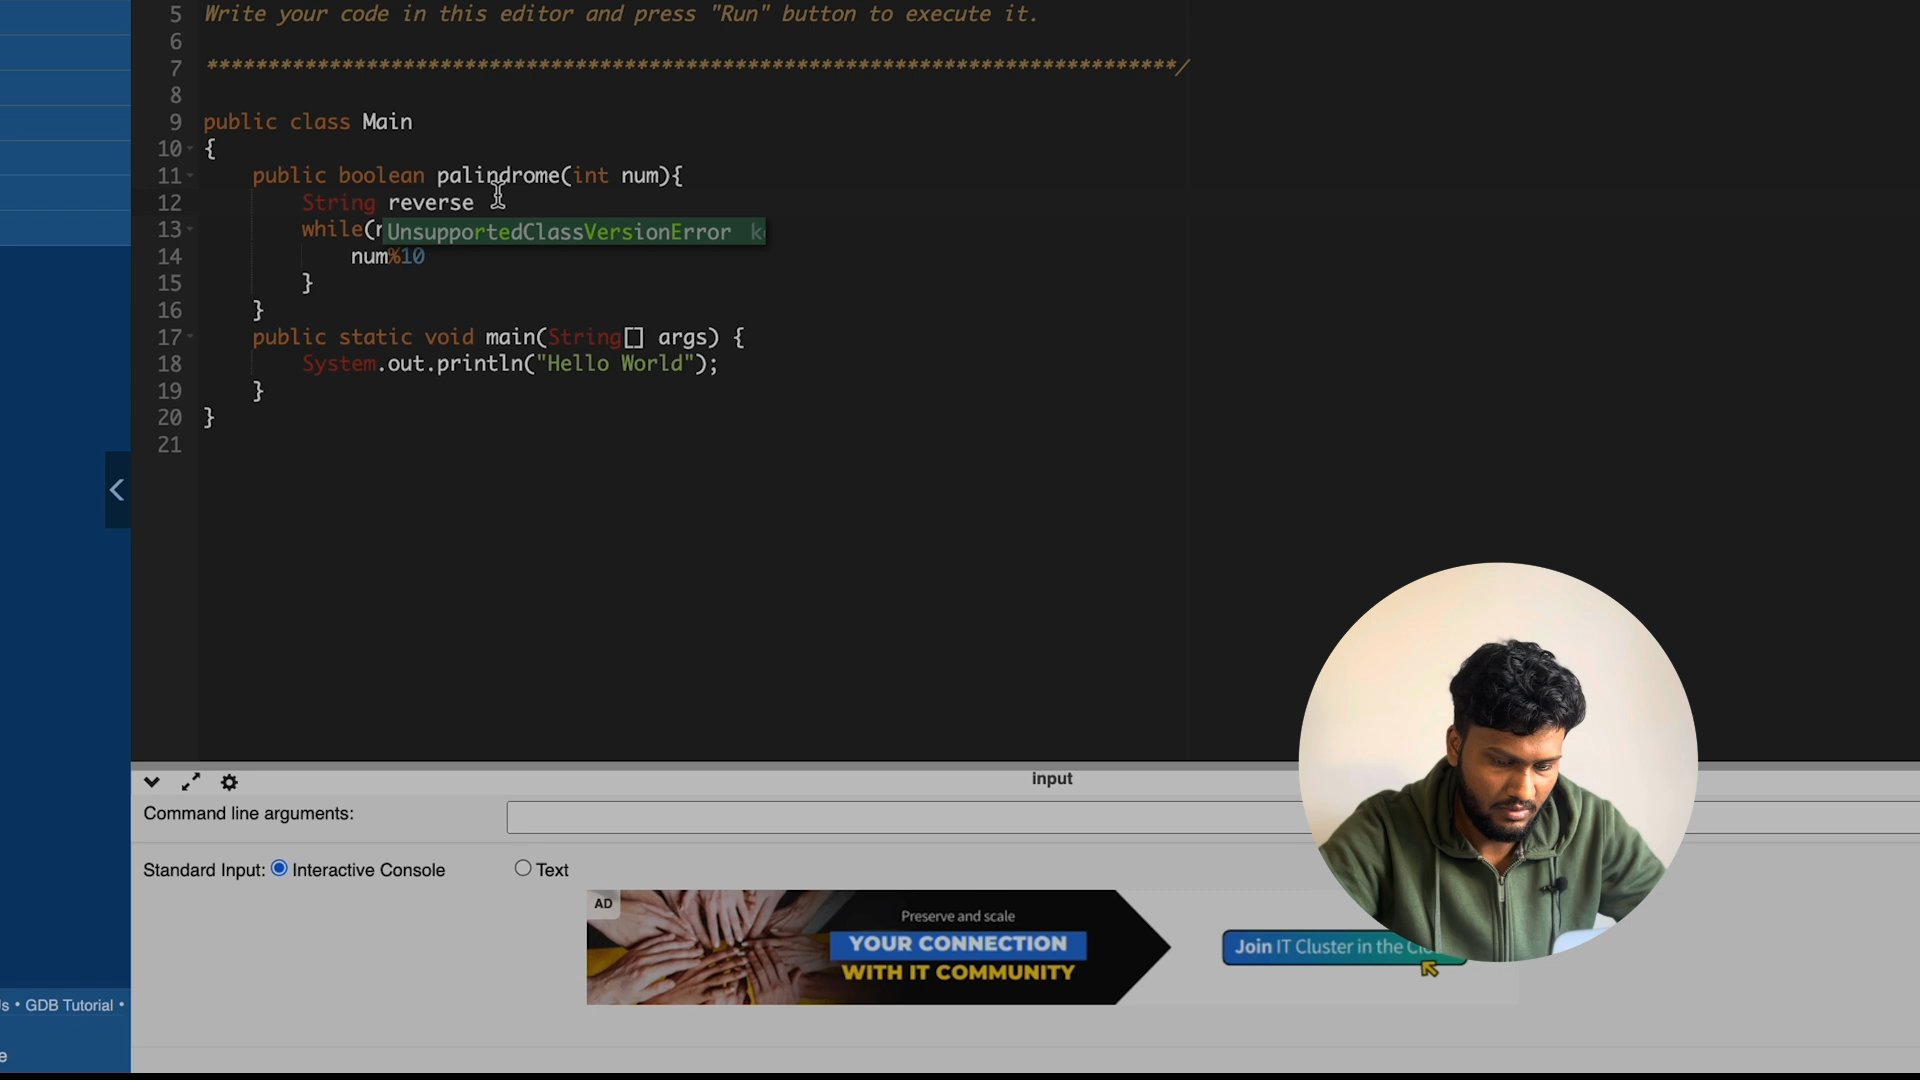 5 Write your code in this editor and press "Run" button to execute it.
6
7 *******************************************************************************/
8
9 public class Main
10 {
11 public boolean palindrome(int num){
12 String reverse
13 while(
UnsupportedClassVersionError
14 num%10
15 }
16 }
17 public static void main(String[] args) {
18 System.out.println("Hello World");
19 }
20 }
21
input
Command line arguments:
Standard Input: Interactive Console Text
AD
Preserve and scale
YOUR CONNECTION
WITH IT COMMUNITY
Join IT Cluster in the
• GDB Tutorial •